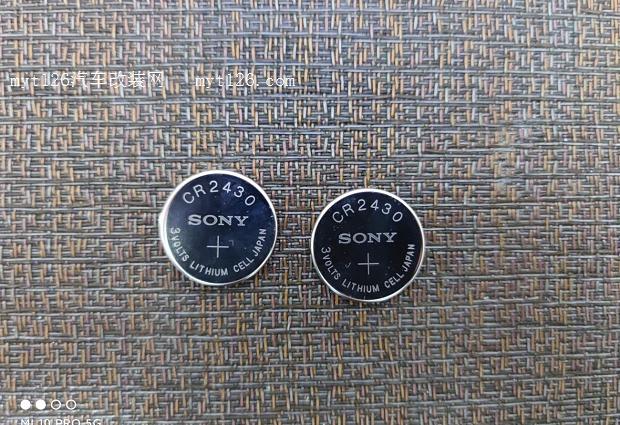 myt126汽车改装网 myt126.com
CR2430
SONY
+
3VOLTS LITHIUM CELL JAPAN
CR2430
SONY
+
3VOLTS LITHIUM CELL JAPAN
MI 10 PRO 5G